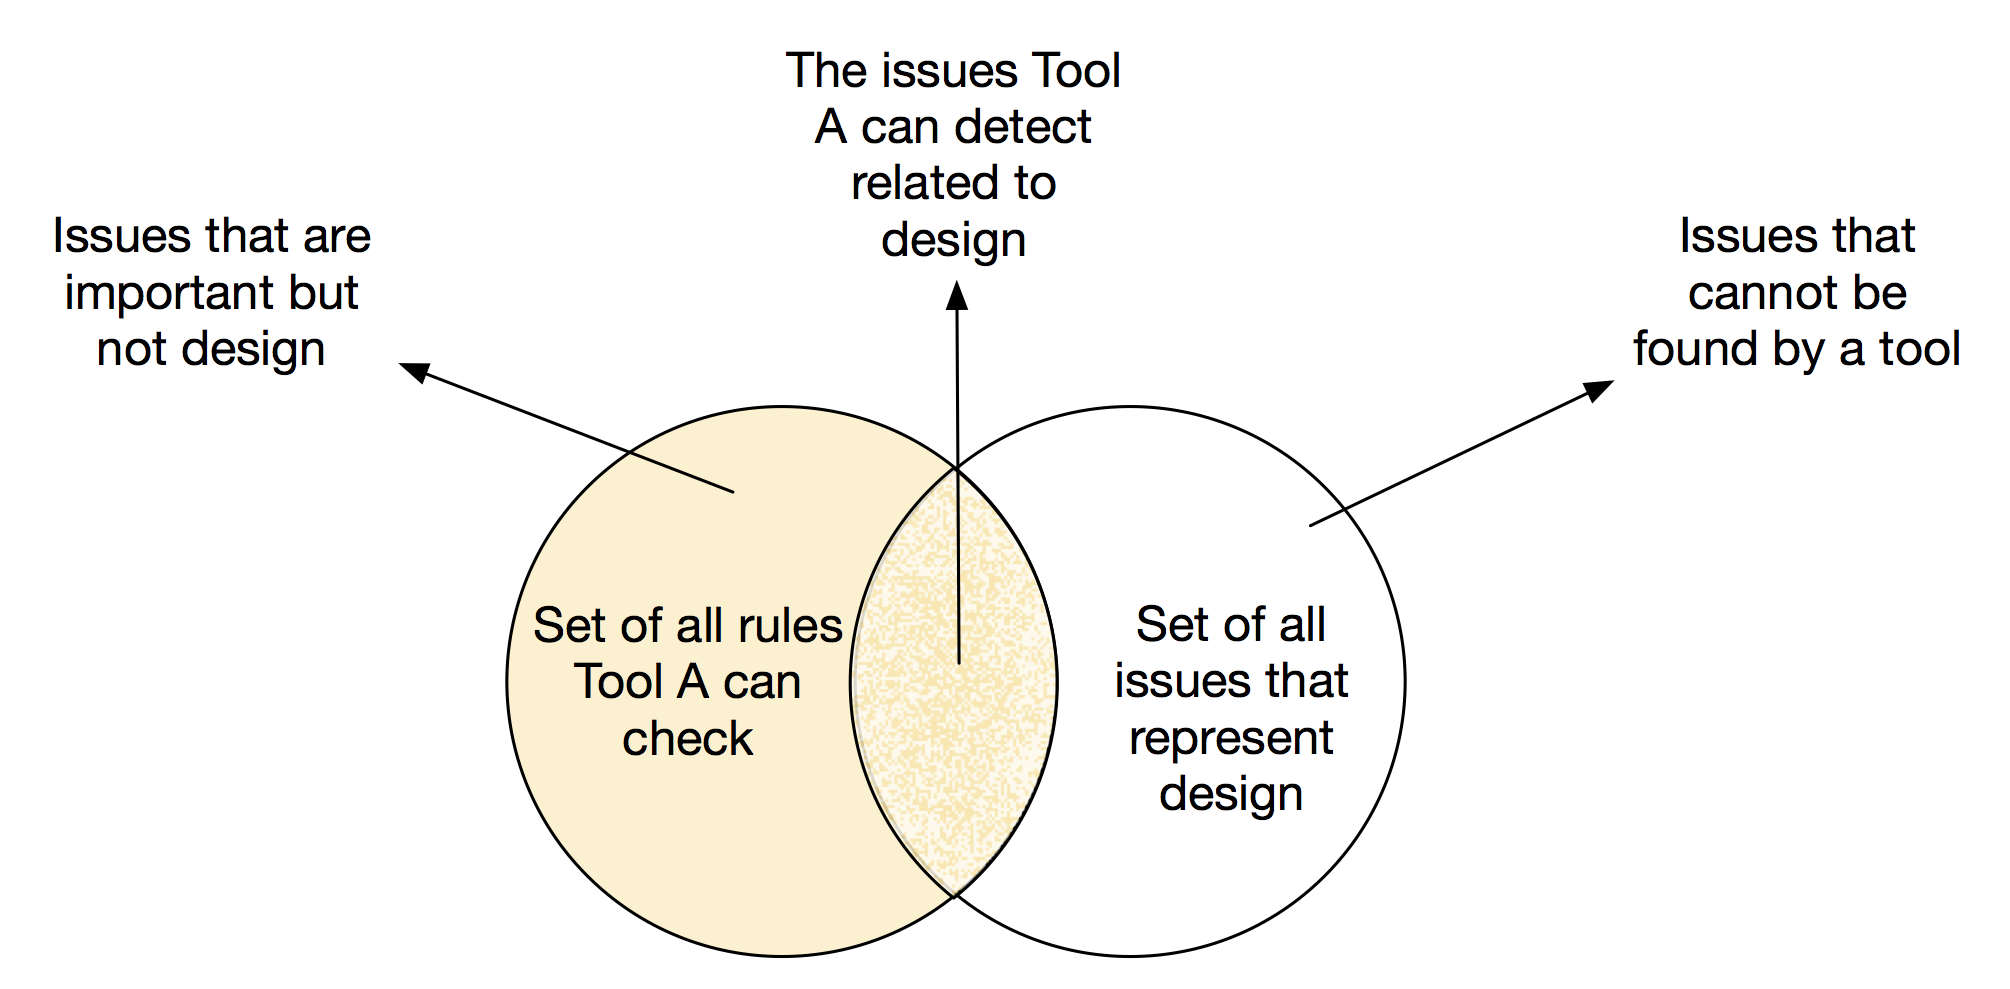 The issues Tool
A can detect
related to
design
Issues that are
important but
not design
Issues that
cannot be
found by a tool
Set of all rules
Tool A can
check
Set of all
issues that
represent
design